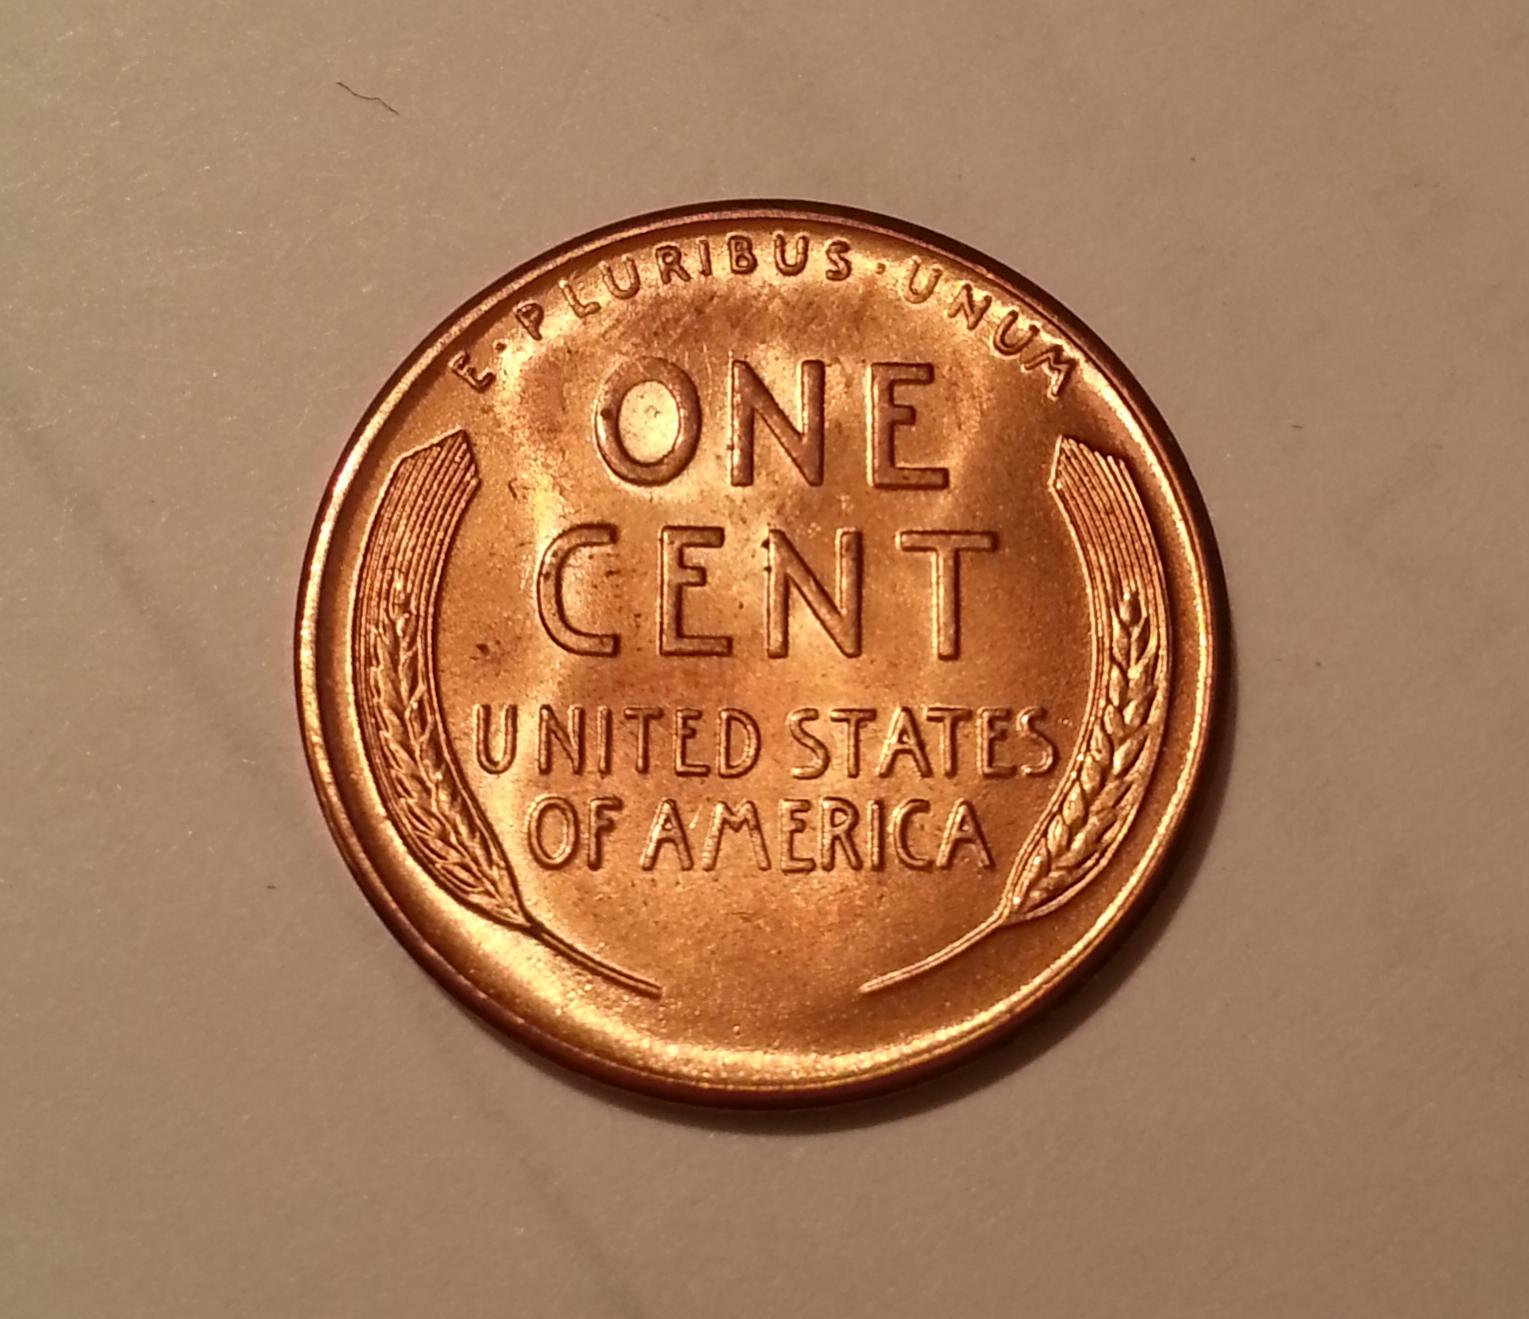 E·PLURIBUS·UNUM
ONE
CENT
UNITED STATES
OF AMERICA